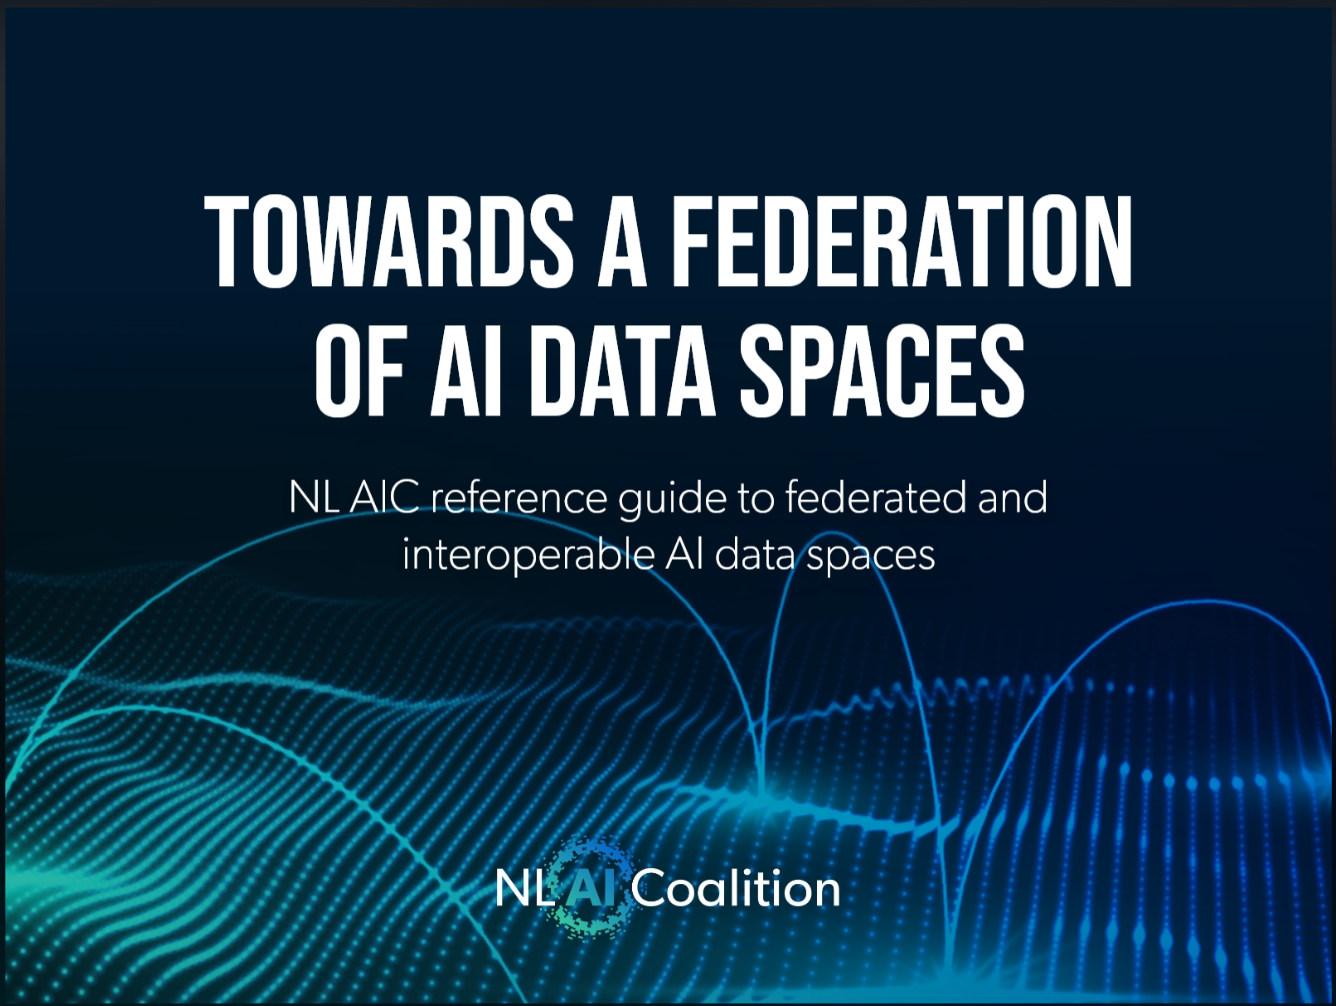 TOWARDS A FEDERATION
OF AI DATA SPACES
NL AIC reference guide to federated and
interoperable AI data spaces
NL AI Coalition